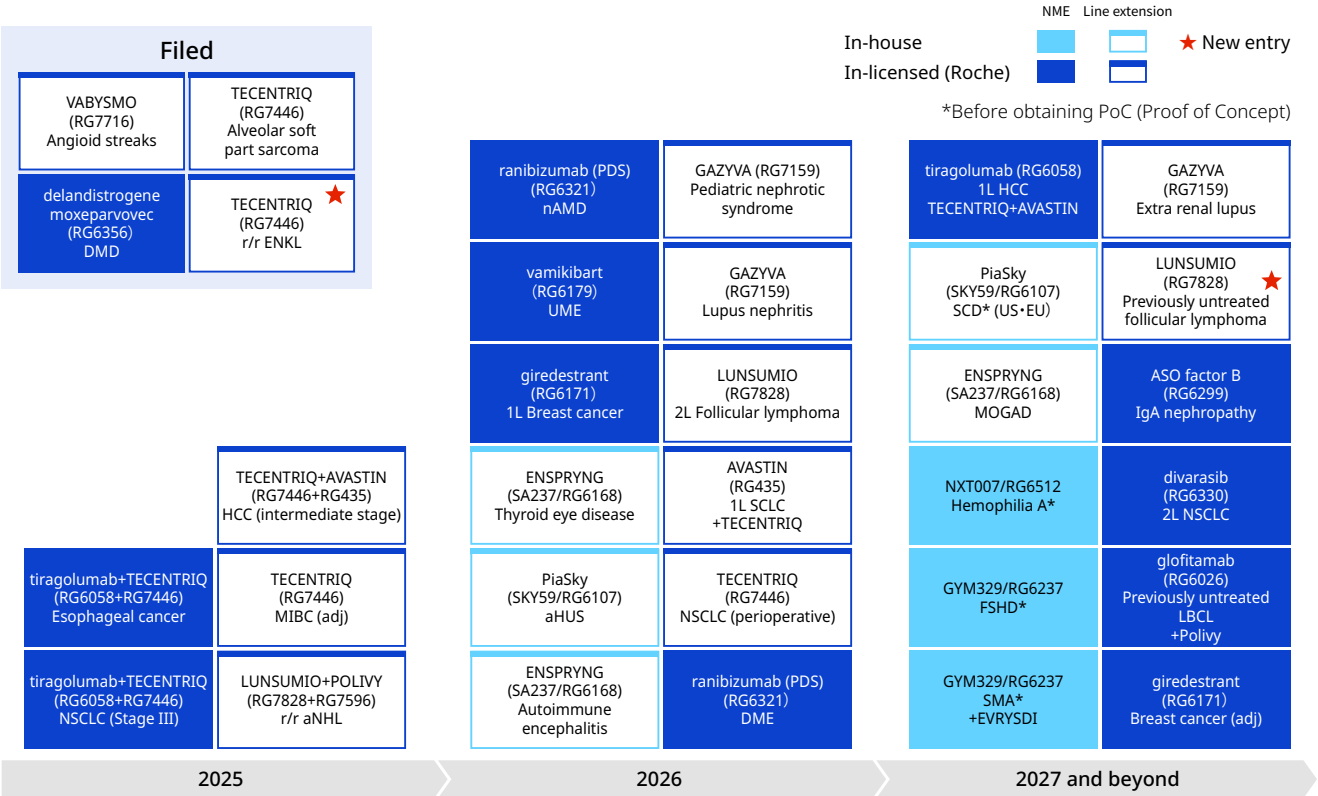 NME Line extension
In-house
★ New entry
In-licensed (Roche)
*Before obtaining PoC (Proof of Concept)
Filed
VABYSMO
(RG7716)
Angioid streaks
TECENTRIQ
(RG7446)
Alveolar soft
part sarcoma
delandistrogene
moxeparvovec
(RG6356)
DMD
TECENTRIQ
(RG7446)
r/r ENKL
TECENTRIQ+AVASTIN
(RG7446+RG435)
HCC (intermediate stage)
tiragolumab+TECENTRIQ
(RG6058+RG7446)
Esophageal cancer
TECENTRIQ
(RG7446)
MIBC (adj)
tiragolumab+TECENTRIQ
(RG6058+RG7446)
NSCLC (Stage III)
LUNSUMIO+POLIVY
(RG7828+RG7596)
r/r aNHL
2025
ranibizumab (PDS)
(RG6321）
nAMD
GAZYVA (RG7159)
Pediatric nephrotic
syndrome
vamikibart
(RG6179）
UME
GAZYVA
(RG7159)
Lupus nephritis
giredestrant
(RG6171）
1L Breast cancer
LUNSUMIO
(RG7828)
2L Follicular lymphoma
ENSPRYNG
(SA237/RG6168)
Thyroid eye disease
AVASTIN
(RG435)
1L SCLC
+TECENTRIQ
PiaSky
(SKY59/RG6107)
aHUS
TECENTRIQ
(RG7446)
NSCLC (perioperative)
ENSPRYNG
(SA237/RG6168)
Autoimmune
encephalitis
ranibizumab (PDS)
(RG6321）
DME
2026
tiragolumab (RG6058)
1L HCC
TECENTRIQ+AVASTIN
GAZYVA
(RG7159)
Extra renal lupus
PiaSky
(SKY59/RG6107)
SCD* (US・EU）
LUNSUMIO
(RG7828)
Previously untreated
follicular lymphoma
ENSPRYNG
(SA237/RG6168)
MOGAD
ASO factor B
(RG6299)
IgA nephropathy
NXT007/RG6512
Hemophilia A*
divarasib
(RG6330)
2L NSCLC
GYM329/RG6237
FSHD*
glofitamab
(RG6026)
Previously untreated
LBCL
+Polivy
GYM329/RG6237
SMA*
+EVRYSDI
giredestrant
(RG6171）
Breast cancer (adj)
2027 and beyond